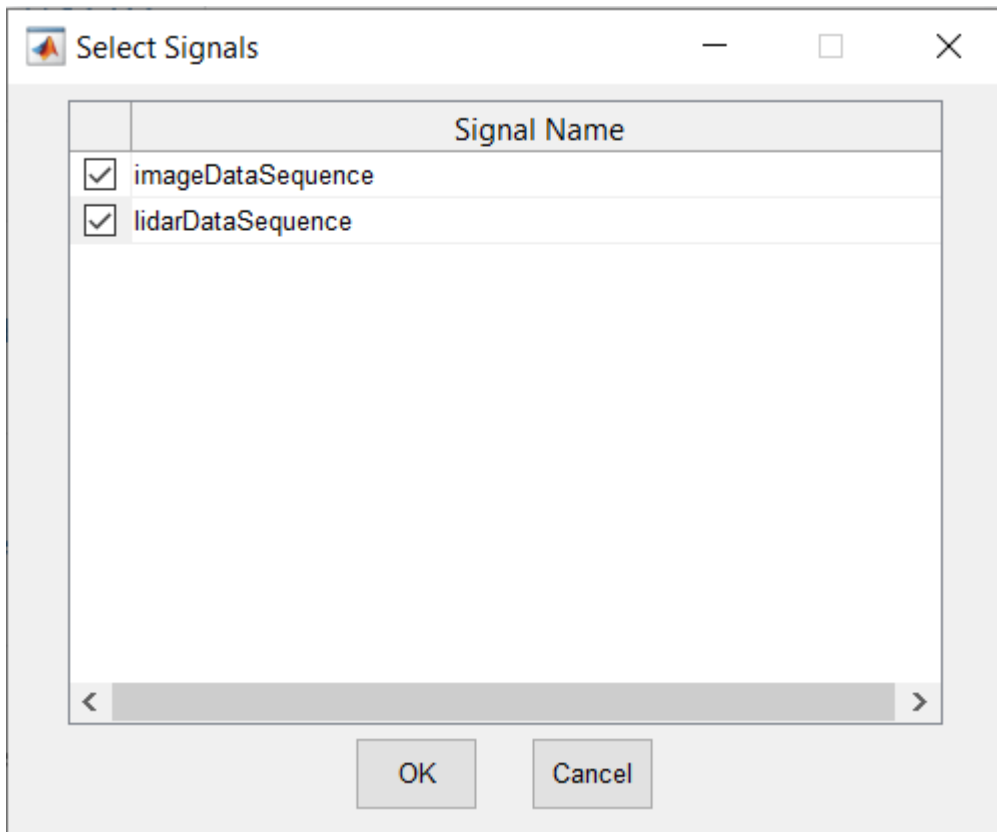 Select Signals
Signal Name
imageDataSequence
lidarDataSequence
OK
Cancel